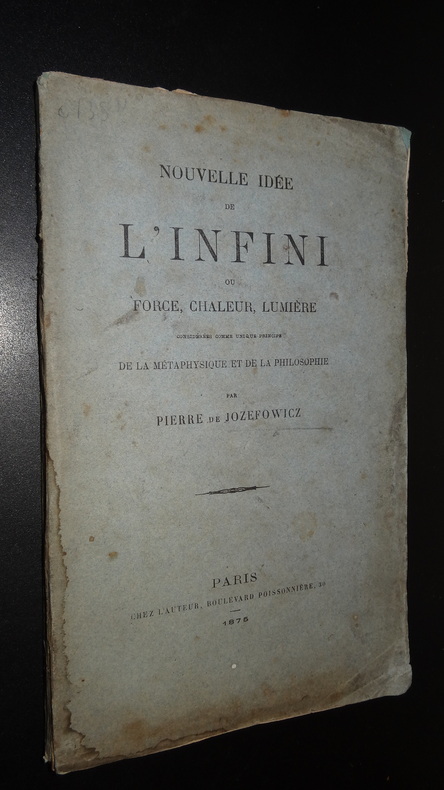 NOUVELLE IDÉE
DE
L'INFINI
OU
FORCE, CHALEUR, LUMIÈRE
CONSIDÉRÉES COMME UNIQUE PRINCIPE
DE LA MÉTAPHYSIQUE ET DE LA PHILOSOPHIE
PAR
PIERRE DE JOZEFOWICZ
PARIS
CHEZ L'AUTEUR, BOULEVARD POISSONNIÈRE,
1876